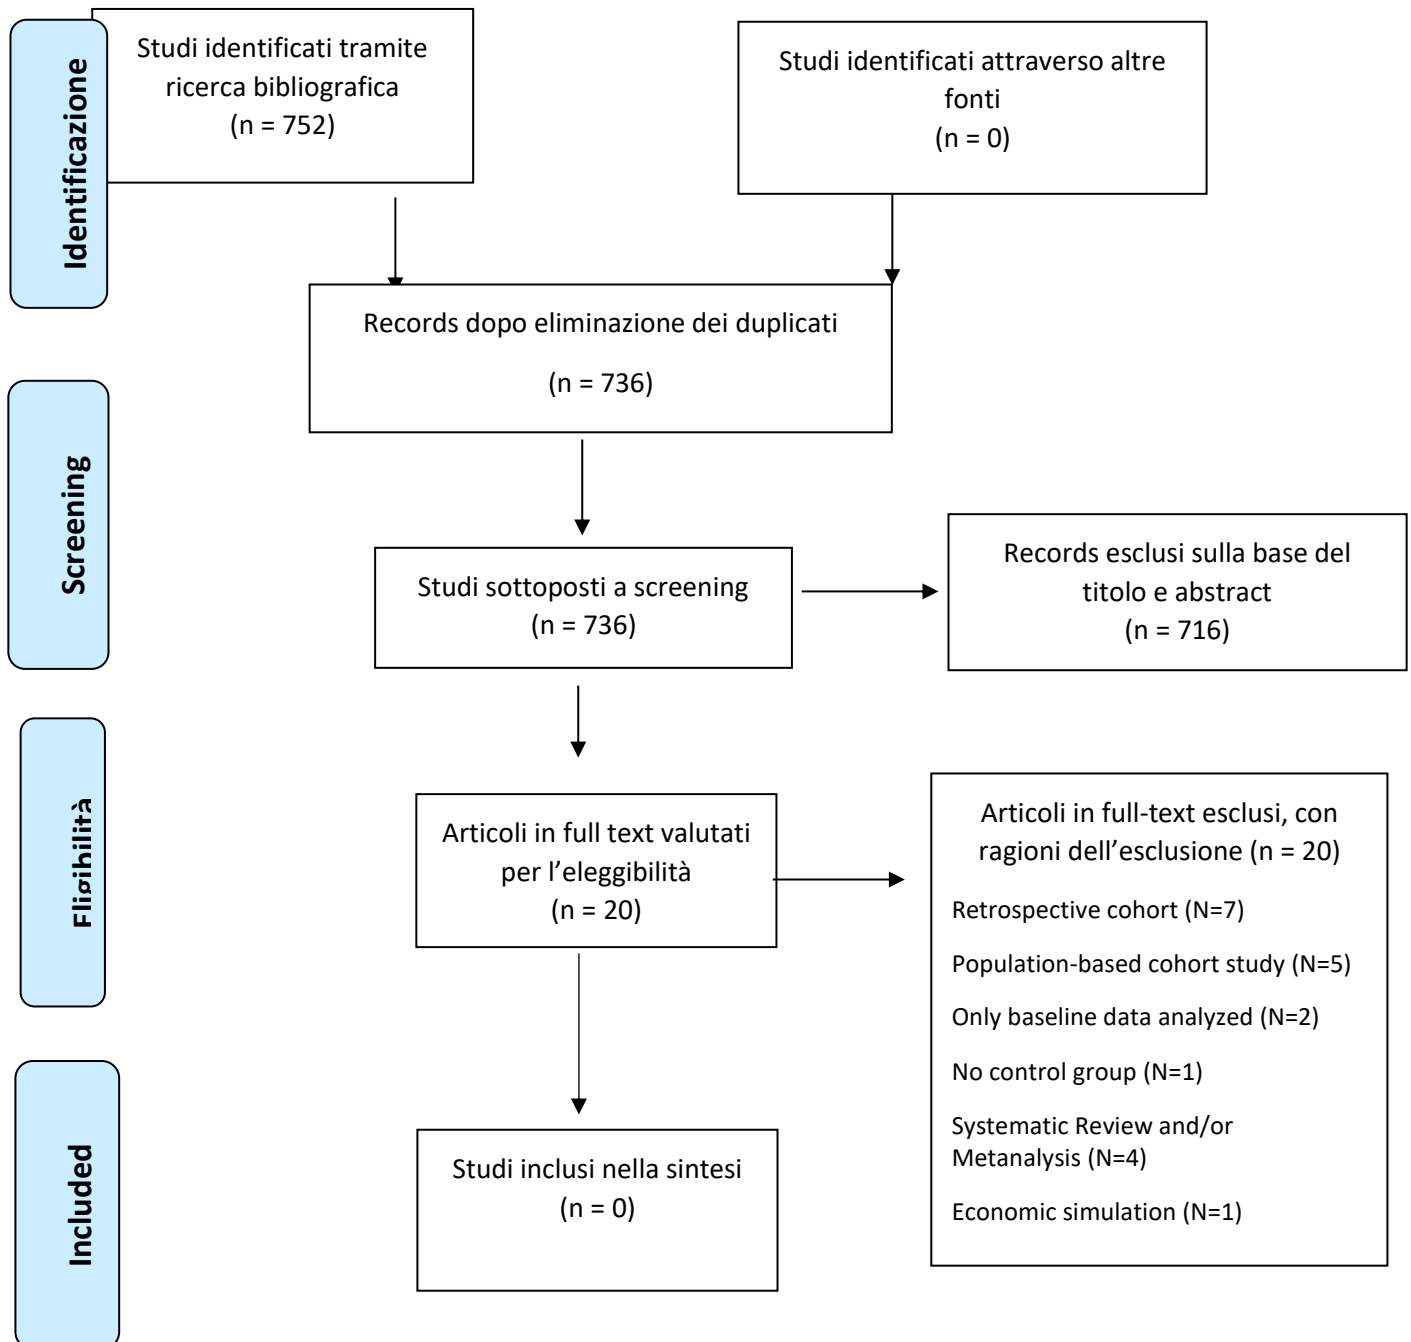 Identificazione
Studi identificati tramite
ricerca bibliografica
(n = 752)
Studi identificati attraverso altre
fonti
(n = 0)
Records dopo eliminazione dei duplicati
(n = 736)
Screening
Studi sottoposti a screening
(n = 736)
Records esclusi sulla base del
titolo e abstract
(n = 716)
Eligibilità
Articoli in full text valutati
per l’eleggibilità
(n = 20)
Articoli in full-text esclusi, con
ragioni dell’esclusione (n = 20)
Retrospective cohort (N=7)
Population-based cohort study (N=5)
Only baseline data analyzed (N=2)
No control group (N=1)
Systematic Review and/or
Metanalysis (N=4)
Economic simulation (N=1)
Included
Studi inclusi nella sintesi
(n = 0)